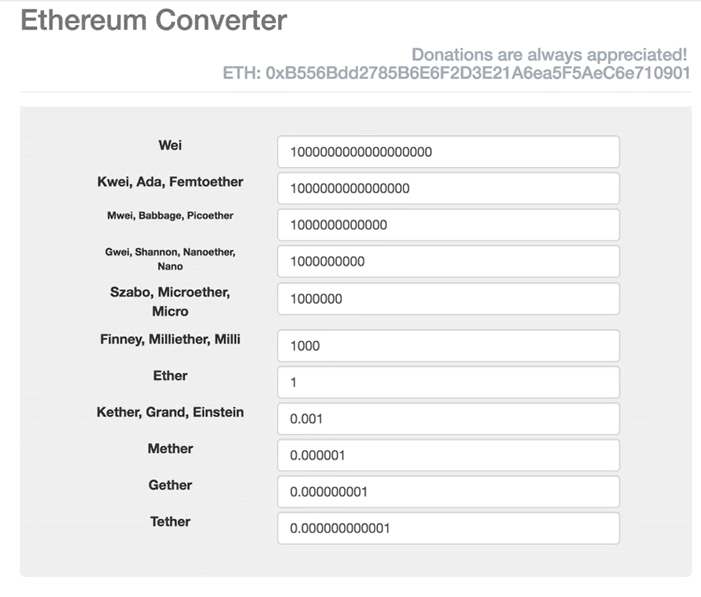 Ethereum Converter
Donations are always appreciated!
ETH: 0xB556Bdd2785B6E6F2D3E21A6ea5F5AeC6e710901
Wei
1000000000000000000
Kwei, Ada, Femtoether
1000000000000000
Mwei, Babbage, Picoether
1000000000000
Gwei, Shannon, Nanoether,
Nano
1000000000
Szabo, Microether,
Micro
1000000
Finney, Milliether, Milli
1000
Ether
1
Kether, Grand, Einstein
0.001
Mether
0.000001
Gether
0.000000001
Tether
0.000000000001